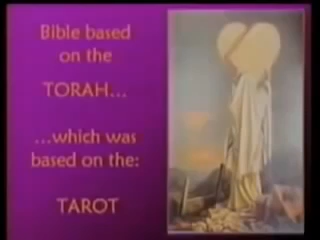 Bible based
on the
TORAH...
...which was
based on the:
TAROT